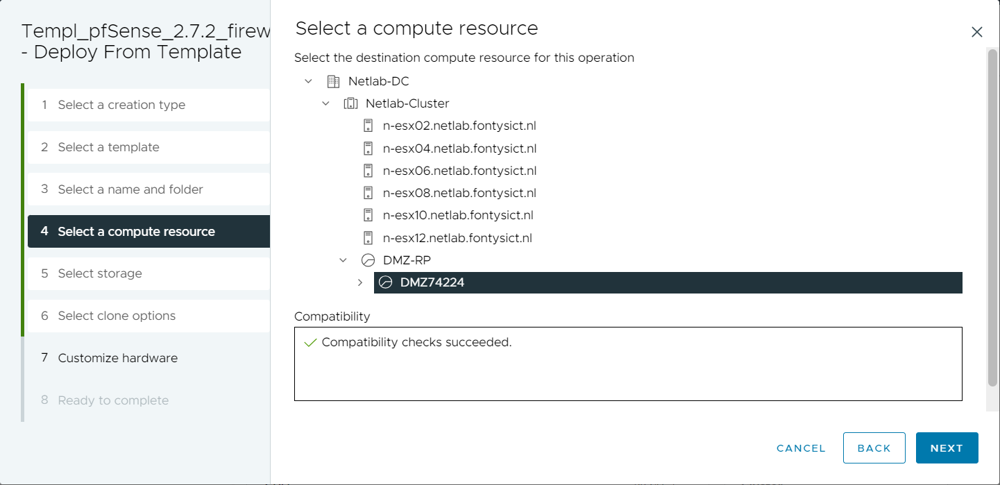 Templ_pfSense_2.7.2_firew
- Deploy From Template
1 Select a creation type
2 Select a template
3 Select a name and folder
4 Select a compute resource
5 Select storage
6 Select clone options
7 Customize hardware
8 Ready to complete
Select a compute resource
Select the destination compute resource for this operation
Netlab-DC
Netlab-Cluster
n-esx02.netlab.fontysict.nl
n-esx04.netlab.fontysict.nl
n-esx06.netlab.fontysict.nl
n-esx08.netlab.fontysict.nl
n-esx10.netlab.fontysict.nl
n-esx12.netlab.fontysict.nl
DMZ-RP
DMZ74224
Compatibility
Compatibility checks succeeded.
CANCEL BACK NEXT